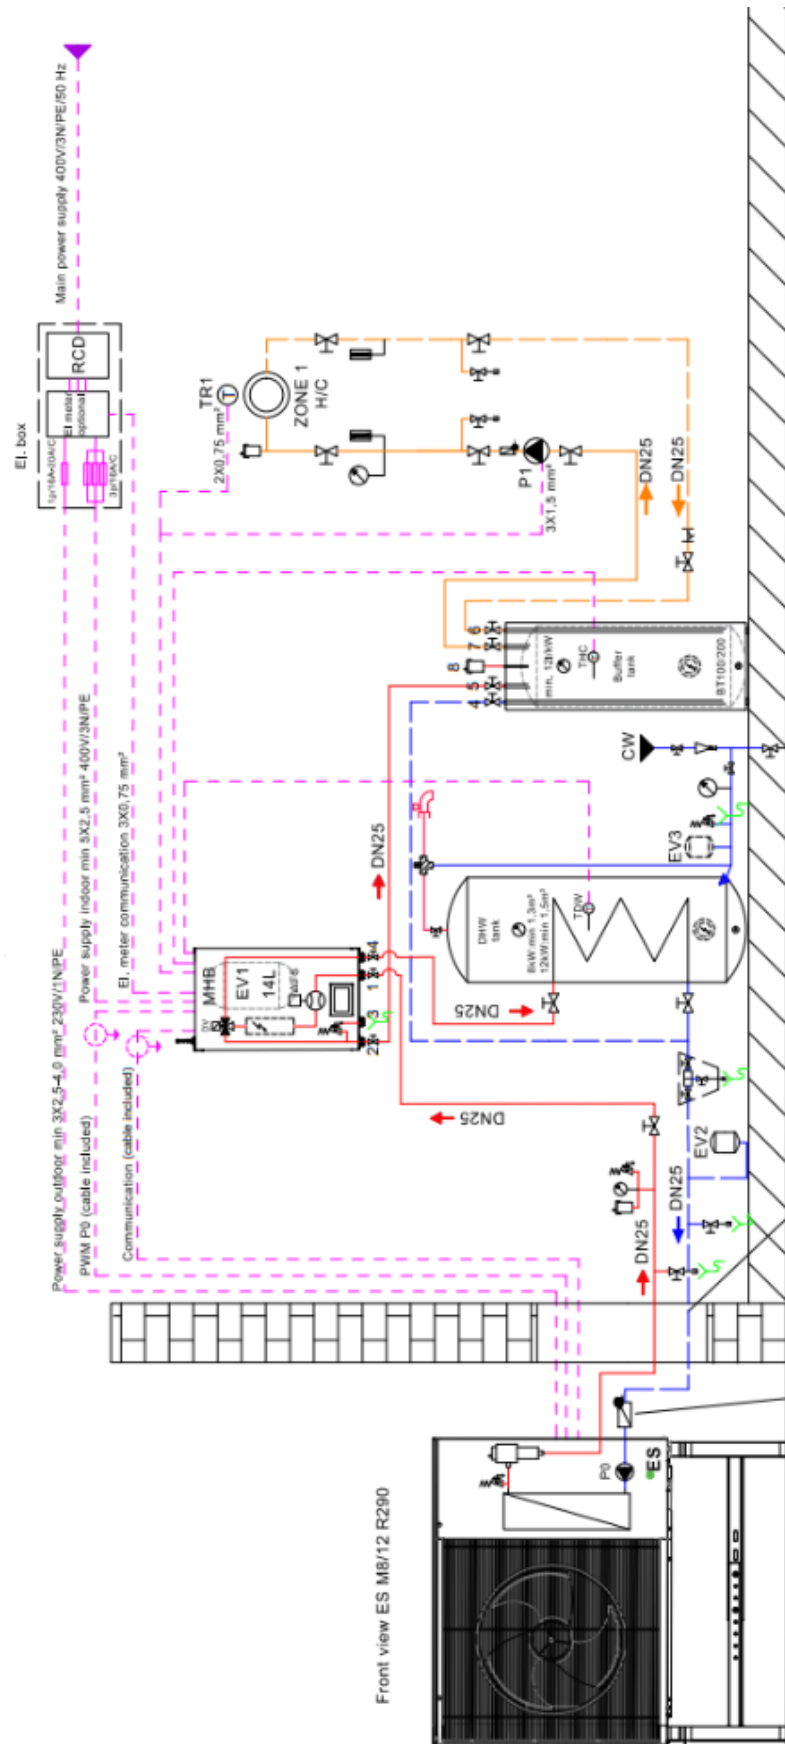 Main power supply 400V/3N/PE/50 Hz
El. box
RCD
El meter
optional
1p/16A-20A/C
3p/16A/C
Power supply outdoor min 3X2,5-4,0 mm² 230V/1N/PE
PWM P0 (cable included)
Communication (cable included)
Power supply indoor min 5X2,5 mm² 400V/3N/PE
El. meter communication 3X0,75 mm²
TR1
T
2X0,75 mm²
ZONE 1
H/C
P1
3X1,5 mm²
DN25
DN25
MHB
EV1
14L
DV
2
3
1
4
DN25
DN25
DN25
4
5
8
7
6
min. 12l/kW
THC
Buffer
tank
BT100/200
CW
EV3
DHW
tank
8kW:min 1,3m²
12kW:min 1,5m²
TDW
EV2
DN25
DN25
P0
ES
Front view ES M8/12 R290